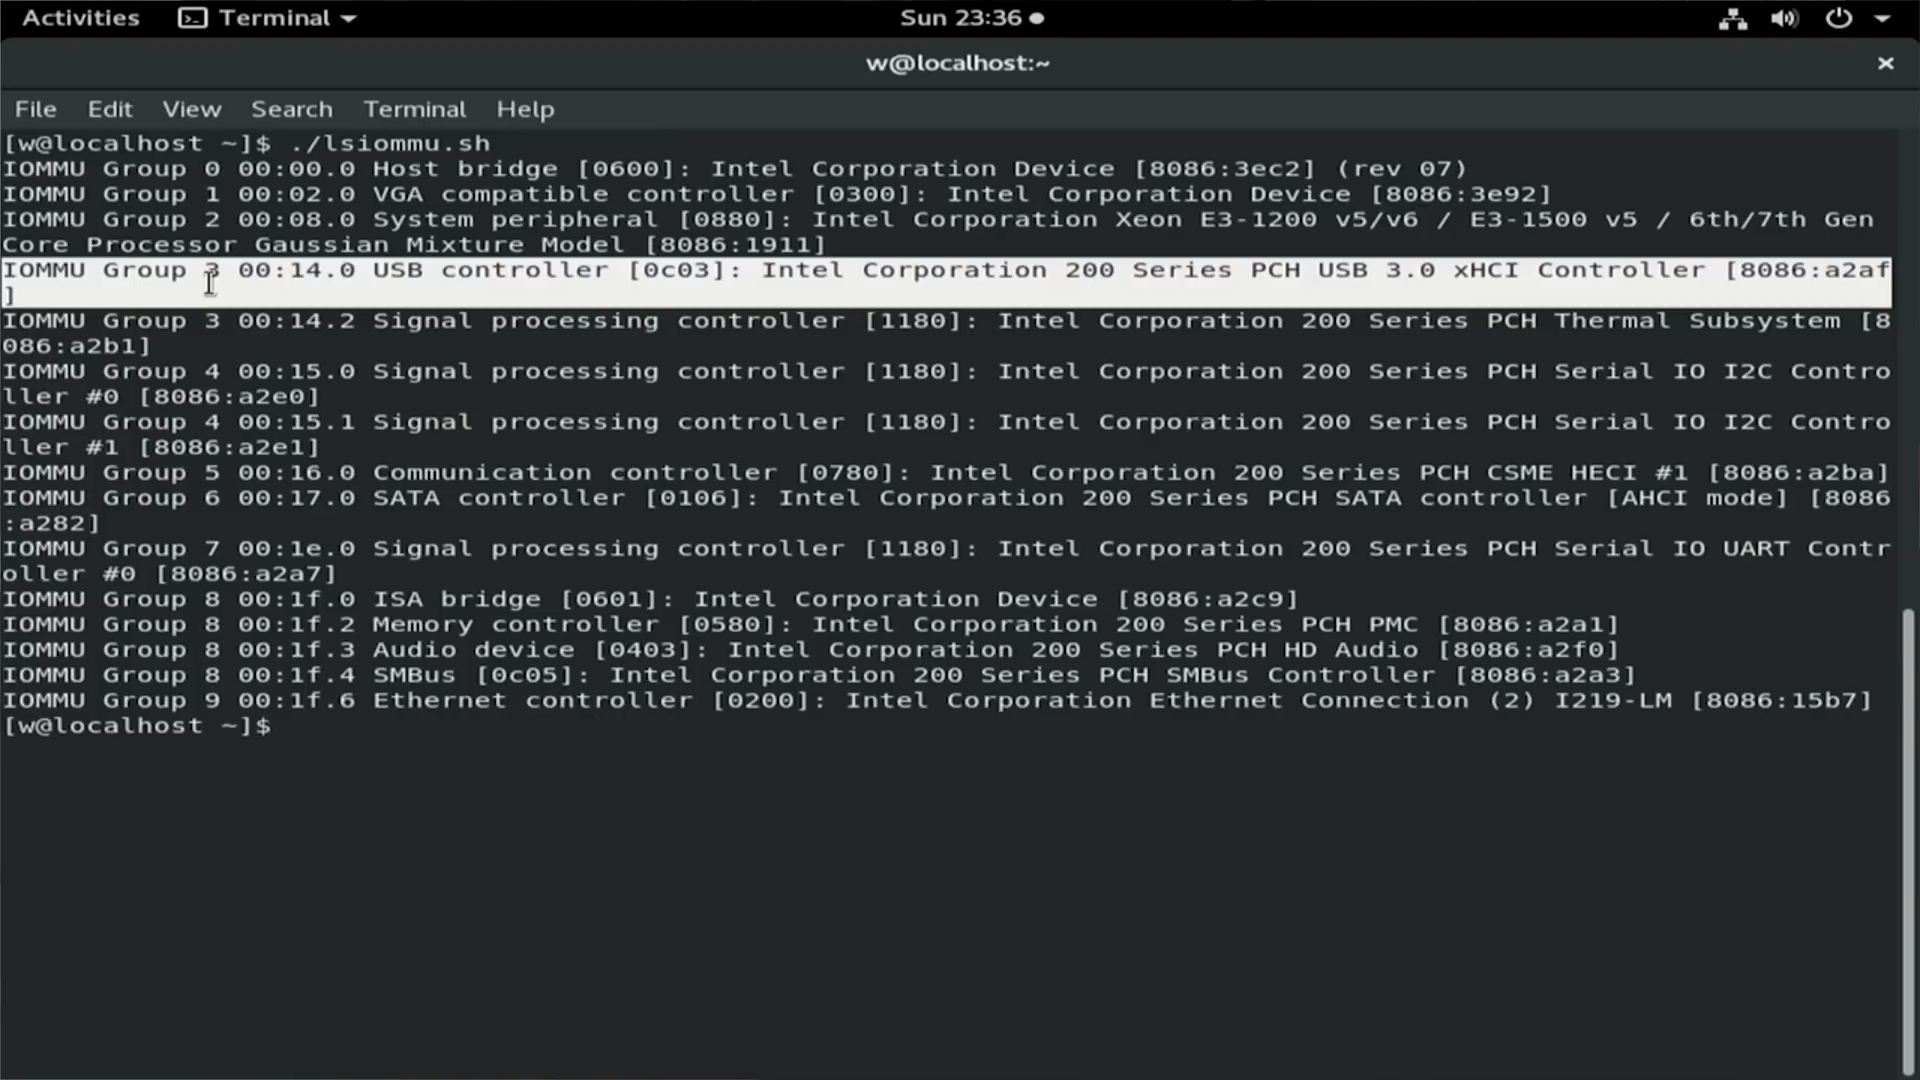 Activities Terminal Sun 23:36
w@localhost:~
File Edit View Search Terminal Help
[w@localhost ~]$ ./lsiommu.sh
IOMMU Group 0 00:00.0 Host bridge [0600]: Intel Corporation Device [8086:3ec2] (rev 07)
IOMMU Group 1 00:02.0 VGA compatible controller [0300]: Intel Corporation Device [8086:3e92]
IOMMU Group 2 00:08.0 System peripheral [0880]: Intel Corporation Xeon E3-1200 v5/v6 / E3-1500 v5 / 6th/7th Gen
Core Processor Gaussian Mixture Model [8086:1911]
IOMMU Group 3 00:14.0 USB controller [0c03]: Intel Corporation 200 Series PCH USB 3.0 xHCI Controller [8086:a2af
]
IOMMU Group 3 00:14.2 Signal processing controller [1180]: Intel Corporation 200 Series PCH Thermal Subsystem [8
086:a2b1]
IOMMU Group 4 00:15.0 Signal processing controller [1180]: Intel Corporation 200 Series PCH Serial IO I2C Contro
ller #0 [8086:a2e0]
IOMMU Group 4 00:15.1 Signal processing controller [1180]: Intel Corporation 200 Series PCH Serial IO I2C Contro
ller #1 [8086:a2e1]
IOMMU Group 5 00:16.0 Communication controller [0780]: Intel Corporation 200 Series PCH CSME HECI #1 [8086:a2ba]
IOMMU Group 6 00:17.0 SATA controller [0106]: Intel Corporation 200 Series PCH SATA controller [AHCI mode] [8086
:a282]
IOMMU Group 7 00:1e.0 Signal processing controller [1180]: Intel Corporation 200 Series PCH Serial IO UART Contr
oller #0 [8086:a2a7]
IOMMU Group 8 00:1f.0 ISA bridge [0601]: Intel Corporation Device [8086:a2c9]
IOMMU Group 8 00:1f.2 Memory controller [0580]: Intel Corporation 200 Series PCH PMC [8086:a2a1]
IOMMU Group 8 00:1f.3 Audio device [0403]: Intel Corporation 200 Series PCH HD Audio [8086:a2f0]
IOMMU Group 8 00:1f.4 SMBus [0c05]: Intel Corporation 200 Series PCH SMBus Controller [8086:a2a3]
IOMMU Group 9 00:1f.6 Ethernet controller [0200]: Intel Corporation Ethernet Connection (2) I219-LM [8086:15b7]
[w@localhost ~]$